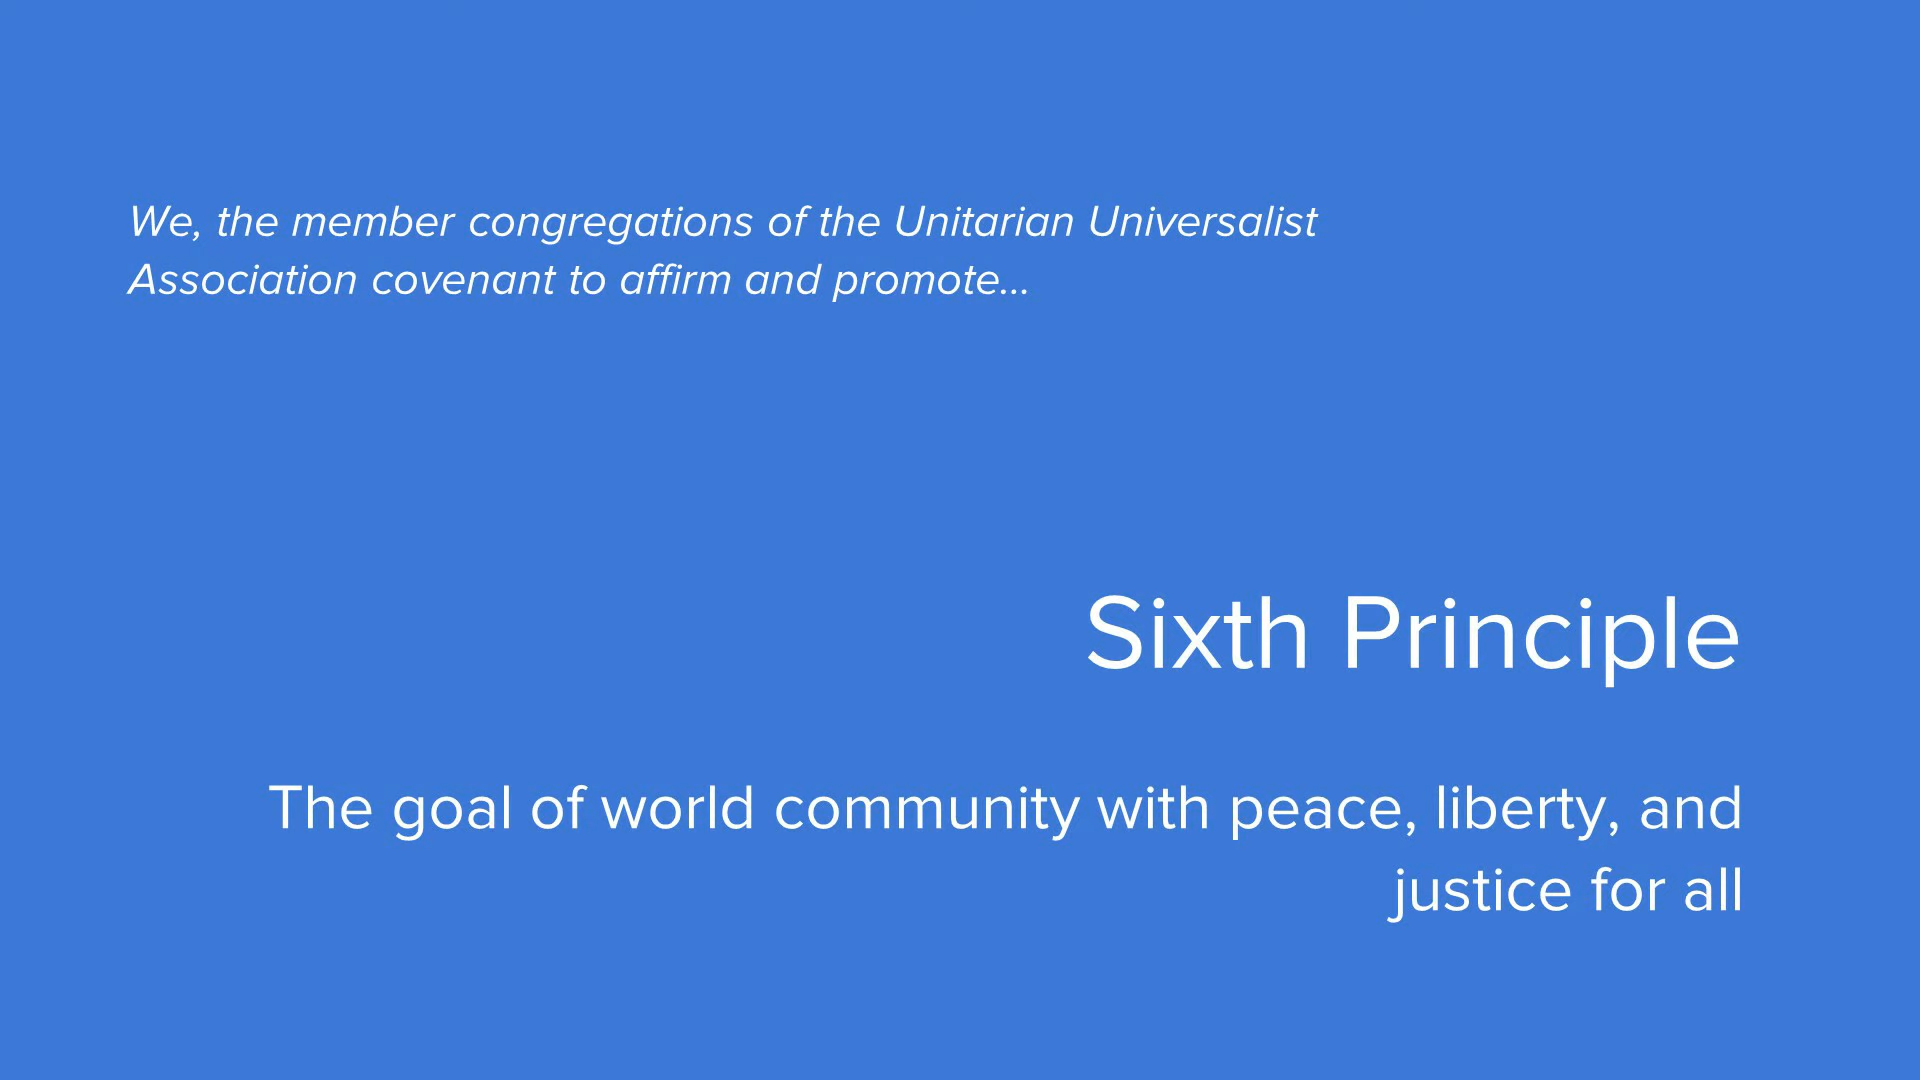 We, the member congregations of the Unitarian Universalist
Association covenant to affirm and promote...
Sixth Principle
The goal of world community with peace, liberty, and
justice for all